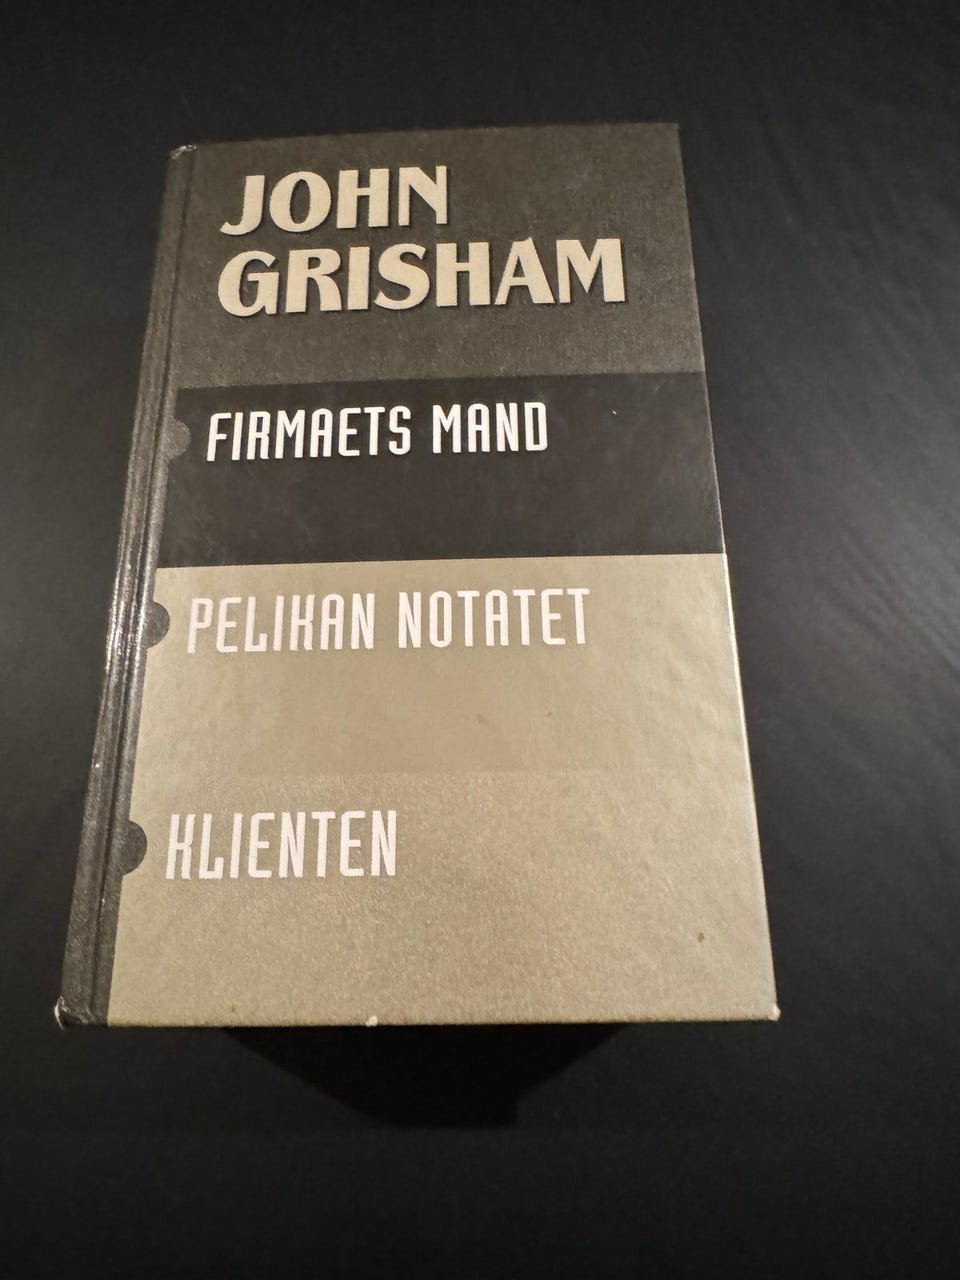 JOHN
GRISHAM
FIRMAETS MAND
PELIKAN NOTATET
KLIENTEN